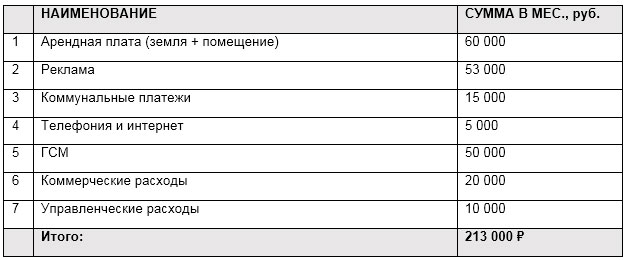 НАИМЕНОВАНИЕ СУММА В МЕС., руб.
1 Арендная плата (земля + помещение) 60 000
2 Реклама 53 000
3 Коммунальные платежи 15 000
4 Телефония и интернет 5 000
5 ГСМ 50 000
6 Коммерческие расходы 20 000
7 Управленческие расходы 10 000
Итого: 213 000 ₽